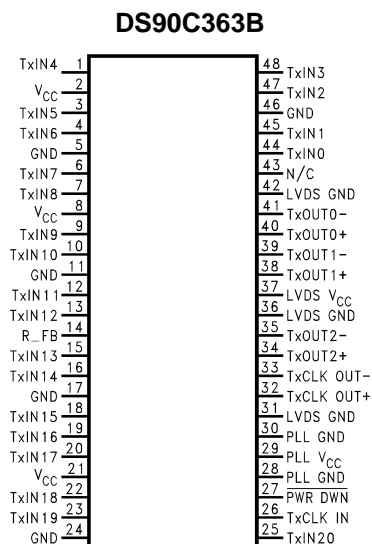 DS90C363B
TxIN4 1
VCC 2
TxIN5 3
TxIN6 4
GND 5
TxIN7 6
TxIN8 7
VCC 8
TxIN9 9
TxIN10 10
GND 11
TxIN11 12
TxIN12 13
R_FB 14
TxIN13 15
TxIN14 16
GND 17
TxIN15 18
TxIN16 19
TxIN17 20
VCC 21
TxIN18 22
TxIN19 23
GND 24
48 TxIN3
47 TxIN2
46 GND
45 TxIN1
44 TxIN0
43 N/C
42 LVDS GND
41 TxOUT0-
40 TxOUT0+
39 TxOUT1-
38 TxOUT1+
37 LVDS VCC
36 LVDS GND
35 TxOUT2-
34 TxOUT2+
33 TxCLK OUT-
32 TxCLK OUT+
31 LVDS GND
30 PLL GND
29 PLL VCC
28 PLL GND
27 PWR DWN
26 TxCLK IN
25 TxIN20